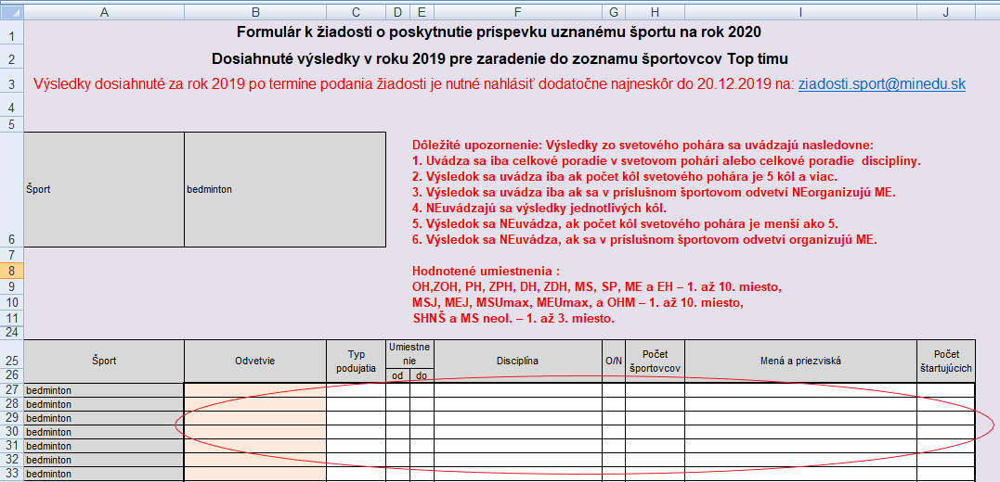 A B C D E F G H I J
1 Formulár k žiadosti o poskytnutie príspevku uznanému športu na rok 2020
2 Dosiahnuté výsledky v roku 2019 pre zaradenie do zoznamu športovcov Top tímu
3 Výsledky dosiahnuté za rok 2019 po termíne podania žiadosti je nutné nahlásiť dodatočne najneskôr do 20.12.2019 na: ziadosti.sport@minedu.sk
4
5
Dôležité upozornenie: Výsledky zo svetového pohára sa uvádzajú nasledovne:
1. Uvádza sa iba celkové poradie v svetovom pohári alebo celkové poradie disciplíny.
2. Výsledok sa uvádza iba ak počet kôl svetového pohára je 5 kôl a viac.
Šport bedminton 3. Výsledok sa uvádza iba ak sa v príslušnom športovom odvetví NEorganizujú ME.
4. NEuvádzajú sa výsledky jednotlivých kôl.
5. Výsledok sa NEuvádza, ak počet kôl svetového pohára je menší ako 5.
6 6. Výsledok sa NEuvádza, ak sa v príslušnom športovom odvetví organizujú ME.
7
8 Hodnotené umiestnenia :
9 OH,ZOH, PH, ZPH, DH, ZDH, MS, SP, ME a EH – 1. až 10. miesto,
10 MSJ, MEJ, MSUmax, MEUmax, a OHM – 1. až 10. miesto,
11 SHNŠ a MS neol. – 1. až 3. miesto.
24
25 Šport Odvetvie Typ podujatia Umiestne nie Disciplína O/N Počet športovcov Mená a priezviská Počet štartujúcich
26 od do
27 bedminton
28 bedminton
29 bedminton
30 bedminton
31 bedminton
32 bedminton
33 bedminton